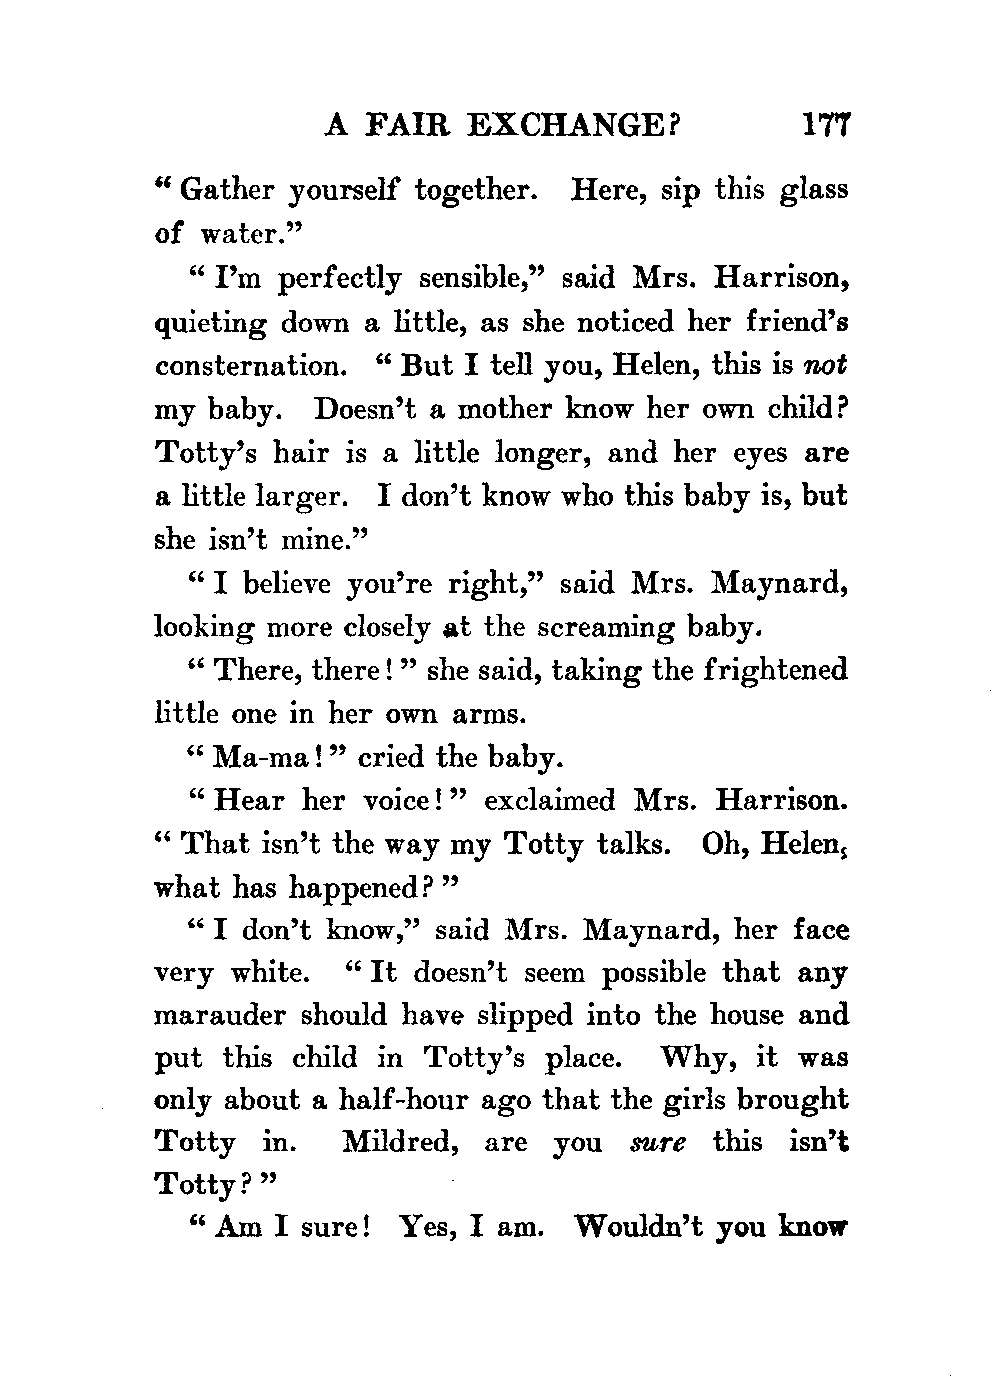 A FAIR EXCHANGE? 177
“ Gather yourself together. Here, sip this glass
of water.”
“ I’m perfectly sensible,” said Mrs. Harrison,
quieting down a little, as she noticed her friend’s
consternation. “ But I tell you, Helen, this is not
my baby. Doesn’t a mother know her own child?
Totty’s hair is a little longer, and her eyes are
a little larger. I don’t know who this baby is, but
she isn’t mine.”
“ I believe you’re right,” said Mrs. Maynard,
looking more closely at the screaming baby.
“ There, there! ” she said, taking the frightened
little one in her own arms.
“ Ma-ma! ” cried the baby.
“ Hear her voice! ” exclaimed Mrs. Harrison.
“ That isn’t the way my Totty talks. Oh, Helen,
what has happened? ”
“ I don’t know,” said Mrs. Maynard, her face
very white. “ It doesn’t seem possible that any
marauder should have slipped into the house and
put this child in Totty’s place. Why, it was
only about a half-hour ago that the girls brought
Totty in. Mildred, are you sure this isn’t
Totty? ”
“ Am I sure! Yes, I am. Wouldn’t you know